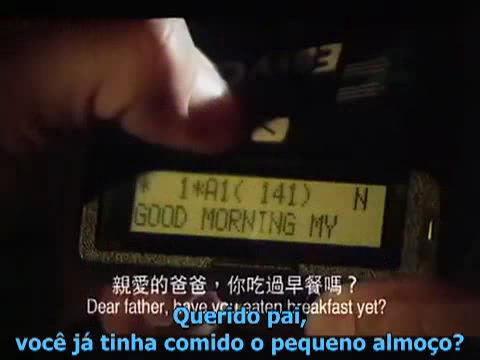 * 1*A1( 141) N
GOOD MORNING MY
親愛的爸爸，你吃過早餐嗎？
Dear father, have you eaten breakfast yet?
Querido pai,
você já tinha comido o pequeno almoço?